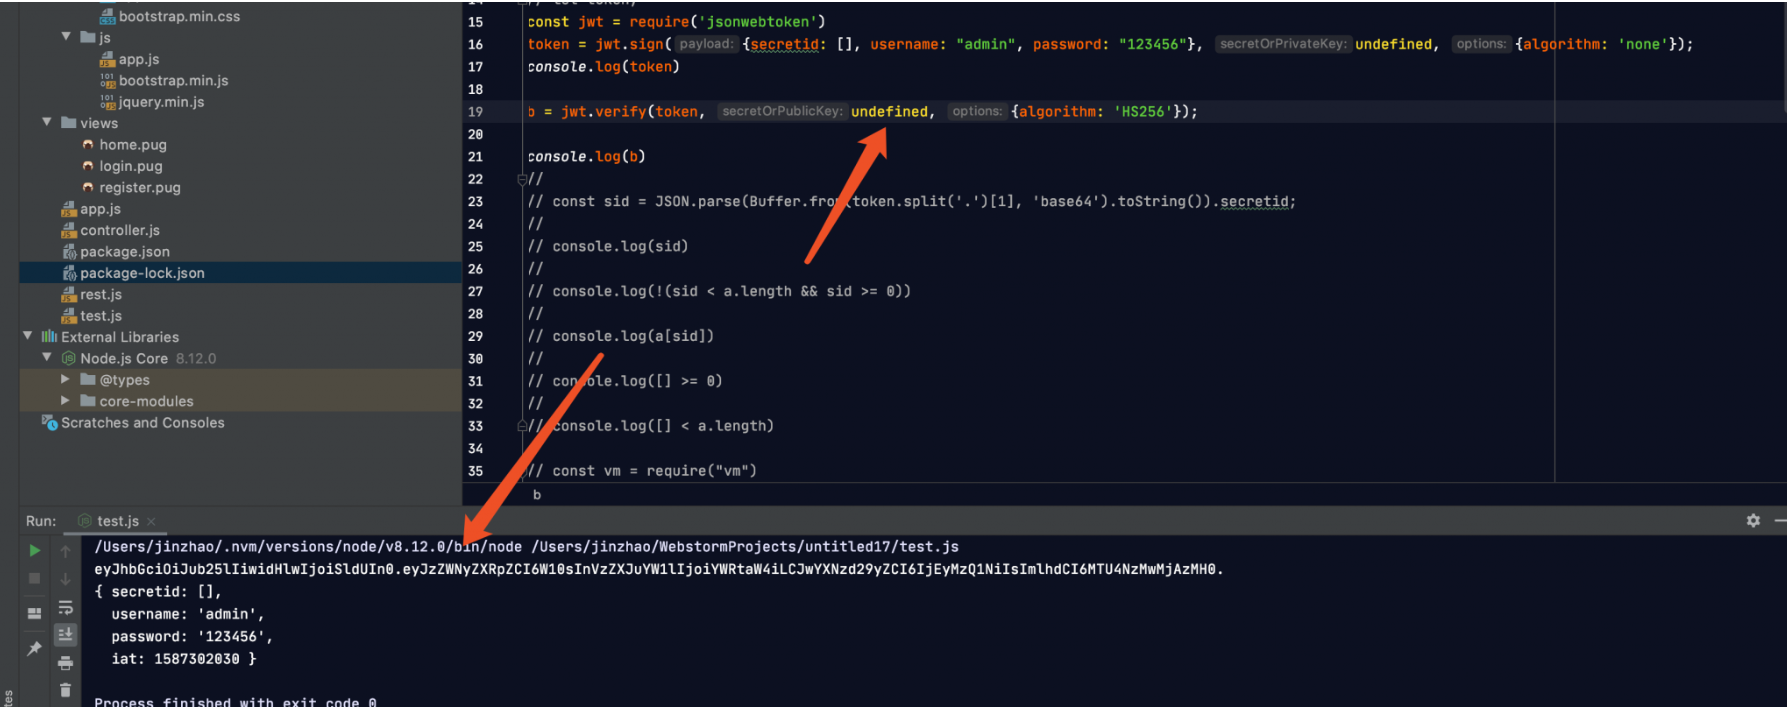 bootstrap.min.css
js
app.js
bootstrap.min.js
jquery.min.js
views
home.pug
login.pug
register.pug
app.js
controller.js
package.json
package-lock.json
rest.js
test.js
External Libraries
Node.js Core 8.12.0
@types
core-modules
Scratches and Consoles
15 const jwt = require('jsonwebtoken')
16 token = jwt.sign( payload: {secretid: [], username: "admin", password: "123456"}, secretOrPrivateKey: undefined, options: {algorithm: 'none'});
17 console.log(token)
18
19 b = jwt.verify(token, secretOrPublicKey: undefined, options: {algorithm: 'HS256'});
20
21 console.log(b)
22 //
23 // const sid = JSON.parse(Buffer.from(token.split('.')[1], 'base64').toString()).secretid;
24 //
25 // console.log(sid)
26 //
27 // console.log(!(sid < a.length && sid >= 0))
28 //
29 // console.log(a[sid])
30 //
31 // console.log([] >= 0)
32 //
33 // console.log([] < a.length)
34
35 // const vm = require("vm")
b
Run: test.js
/Users/jinzhao/.nvm/versions/node/v8.12.0/bin/node /Users/jinzhao/WebstormProjects/untitled17/test.js
eyJhbGciOiJub25lIiwidHlwIjoiSldUIn0.eyJzZWNyZXRpZCI6W10sInVzZXJuYW1lIjoiYWRtaW4iLCJwYXNzd29yZCI6IjEyMzQ1NiIsImlhdCI6MTU4NzMwMjAzMH0.
{ secretid: [],
username: 'admin',
password: '123456',
iat: 1587302030 }
Process finished with exit code 0